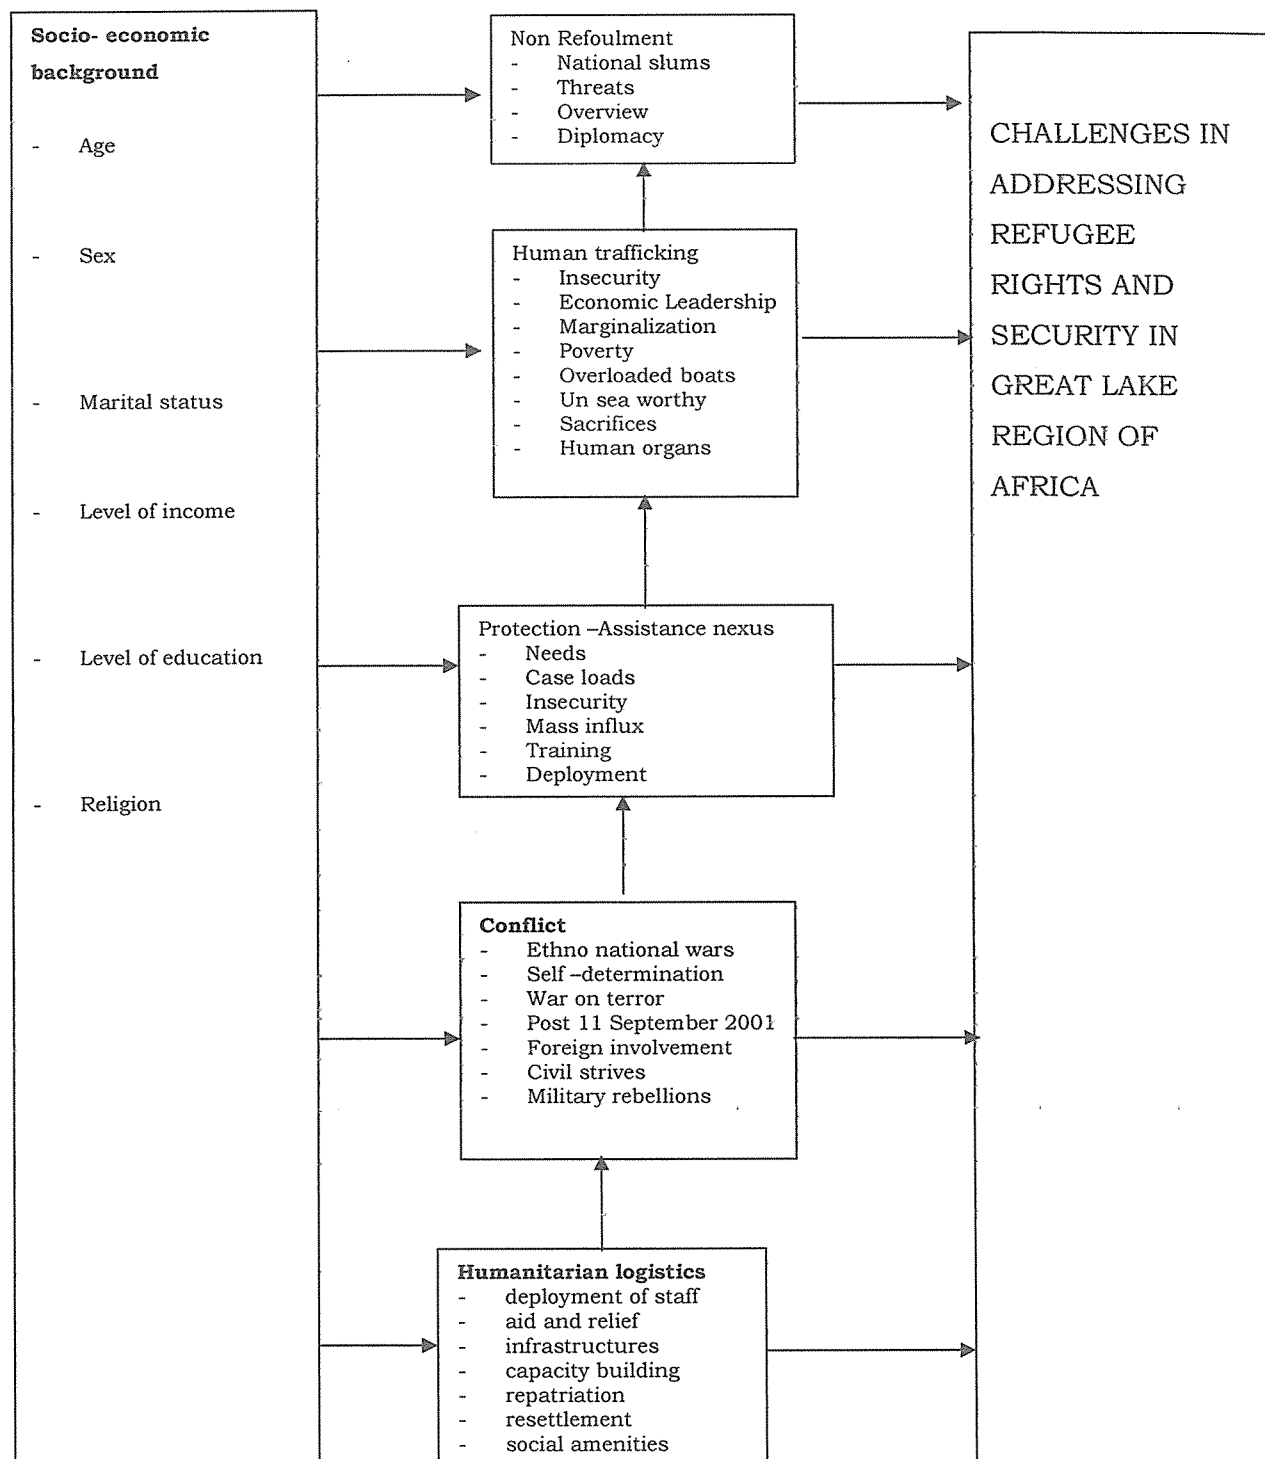 Socio- economic
background
- Age
- Sex
- Marital status
- Level of income
- Level of education
- Religion
Non Refoulment
- National slums
- Threats
- Overview
- Diplomacy
Human trafficking
- Insecurity
- Economic Leadership
- Marginalization
- Poverty
- Overloaded boats
- Un sea worthy
- Sacrifices
- Human organs
Protection –Assistance nexus
- Needs
- Case loads
- Insecurity
- Mass influx
- Training
- Deployment
Conflict
- Ethno national wars
- Self –determination
- War on terror
- Post 11 September 2001
- Foreign involvement
- Civil strives
- Military rebellions
Humanitarian logistics
- deployment of staff
- aid and relief
- infrastructures
- capacity building
- repatriation
- resettlement
- social amenities
CHALLENGES IN
ADDRESSING
REFUGEE
RIGHTS AND
SECURITY IN
GREAT LAKE
REGION OF
AFRICA